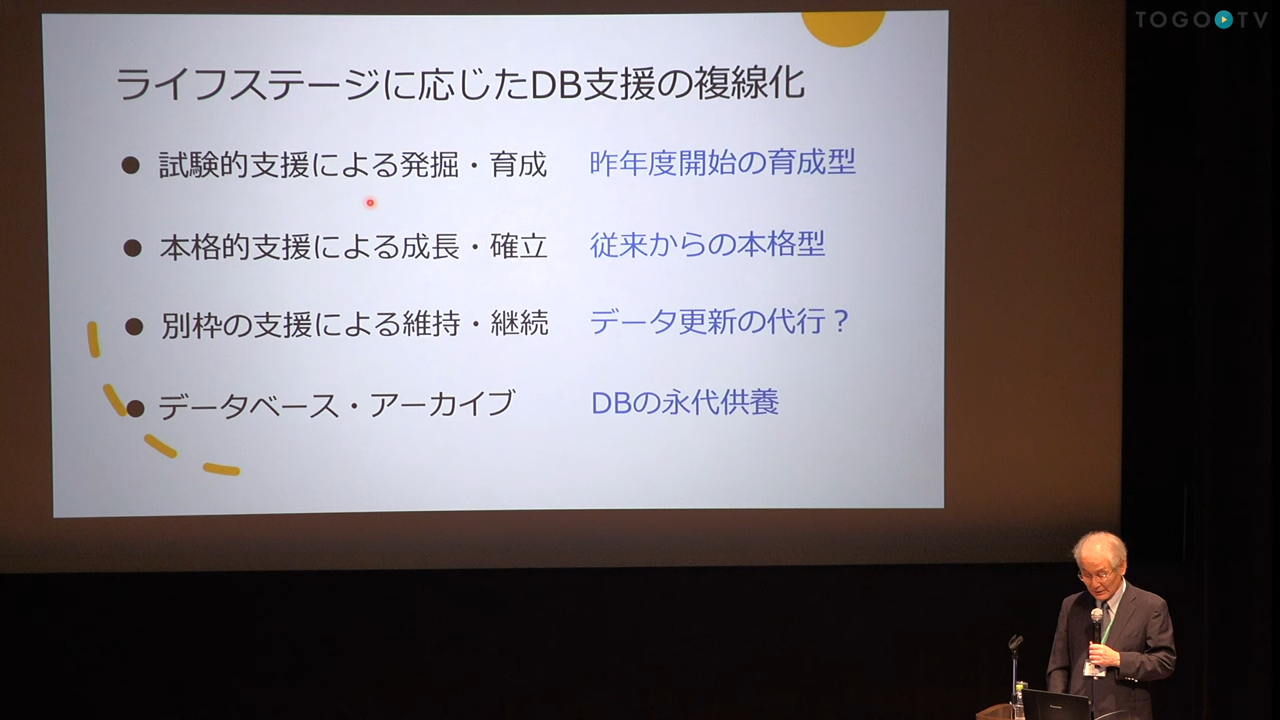 TOGO TV
ライフステージに応じたDB支援の複線化
● 試験的支援による発掘・育成 昨年度開始の育成型
● 本格的支援による成長・確立 従来からの本格型
● 別枠の支援による維持・継続 データ更新の代行？
● データベース・アーカイブ DBの永代供養